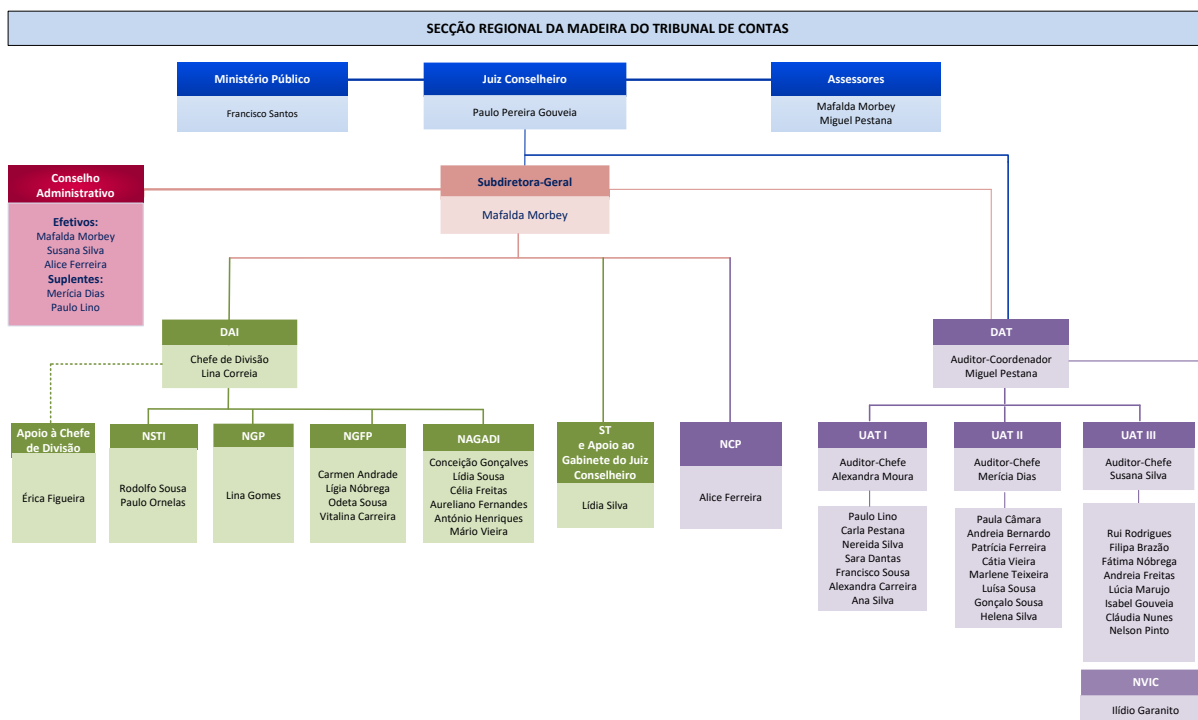 SECÇÃO REGIONAL DA MADEIRA DO TRIBUNAL DE CONTAS
Ministério Público
Francisco Santos
Juiz Conselheiro
Paulo Pereira Gouveia
Assessores
Mafalda Morbey
Miguel Pestana
Conselho
Administrativo
Efetivos:
Mafalda Morbey
Susana Silva
Alice Ferreira
Suplentes:
Merícia Dias
Paulo Lino
Subdiretora-Geral
Mafalda Morbey
DAI
Chefe de Divisão
Lina Correia
DAT
Auditor-Coordenador
Miguel Pestana
Apoio à Chefe
de Divisão
Érica Figueira
NSTI
Rodolfo Sousa
Paulo Ornelas
NGP
Lina Gomes
NGFP
Carmen Andrade
Lígia Nóbrega
Odeta Sousa
Vitalina Carreira
NAGADI
Conceição Gonçalves
Lídia Sousa
Célia Freitas
Aureliano Fernandes
António Henriques
Mário Vieira
ST
e Apoio ao
Gabinete do Juiz
Conselheiro
Lídia Silva
NCP
Alice Ferreira
UAT I
Auditor-Chefe
Alexandra Moura
Paulo Lino
Carla Pestana
Nereida Silva
Sara Dantas
Francisco Sousa
Alexandra Carreira
Ana Silva
UAT II
Auditor-Chefe
Merícia Dias
Paula Câmara
Andreia Bernardo
Patrícia Ferreira
Cátia Vieira
Marlene Teixeira
Luísa Sousa
Gonçalo Sousa
Helena Silva
UAT III
Auditor-Chefe
Susana Silva
Rui Rodrigues
Filipa Brazão
Fátima Nóbrega
Andreia Freitas
Lúcia Marujo
Isabel Gouveia
Cláudia Nunes
Nelson Pinto
NVIC
Ilídio Garanito